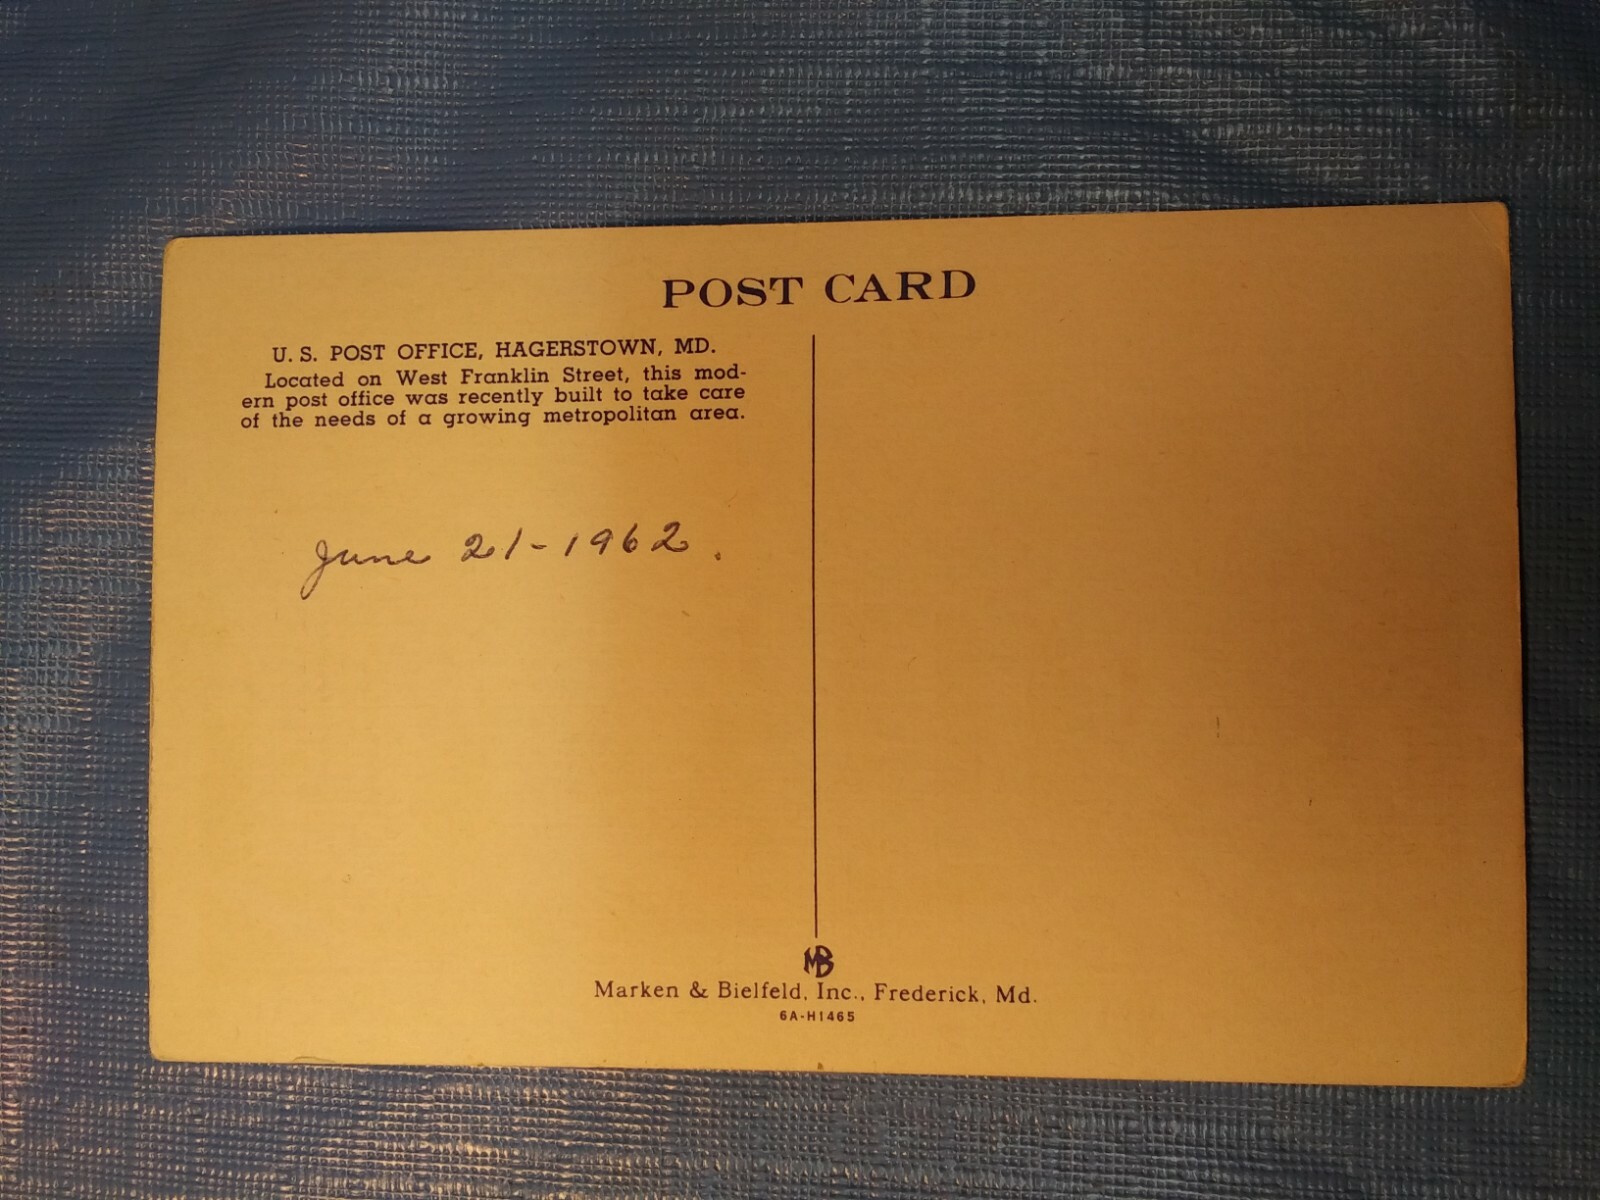 POST CARD
U. S. POST OFFICE, HAGERSTOWN, MD.
Located on West Franklin Street, this mod-
ern post office was recently built to take care
of the needs of a growing metropolitan area.
June 21-1962.
MB
Marken & Bielfeld, Inc., Frederick, Md.
6A-H1465